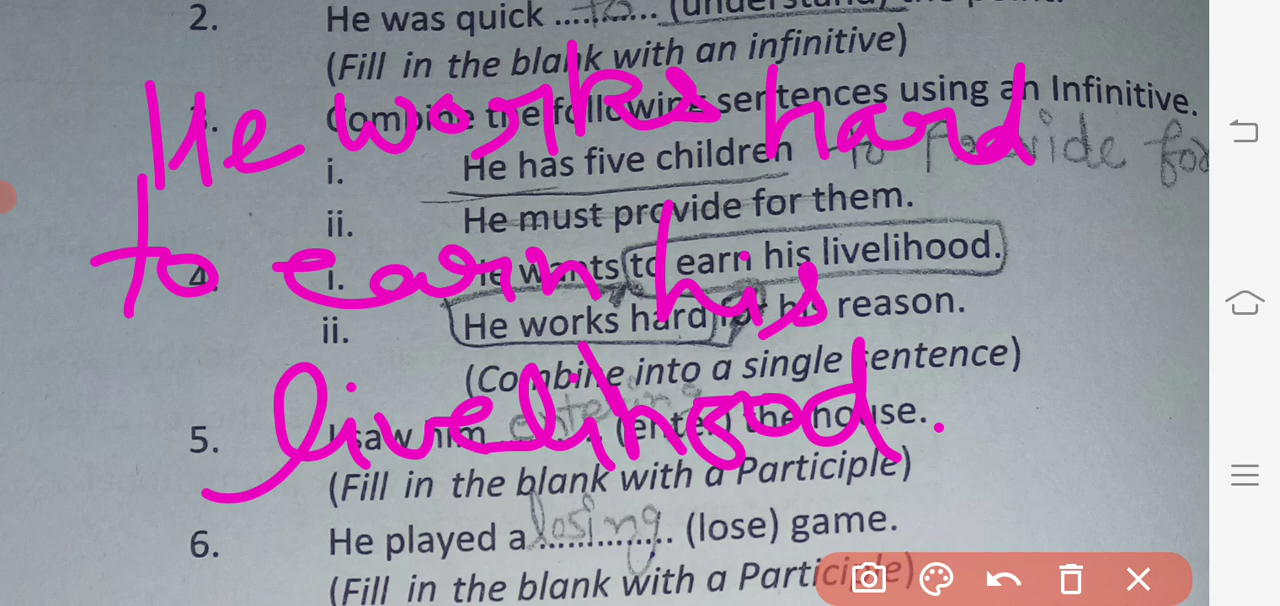 2. He was quick ....to..... (understand) the point.
(Fill in the blank with an infinitive)
3. Combine the following sentences using an Infinitive.
i. He has five children to provide for
ii. He must provide for them.
4. i. He wants to earn his livelihood.
ii. He works hard for his reason.
(Combine into a single sentence)
5. I saw him entering (enter) the house.
(Fill in the blank with a Participle)
6. He played a losing (lose) game.
(Fill in the blank with a Participle)
He works hard
to earn his
livelihood.